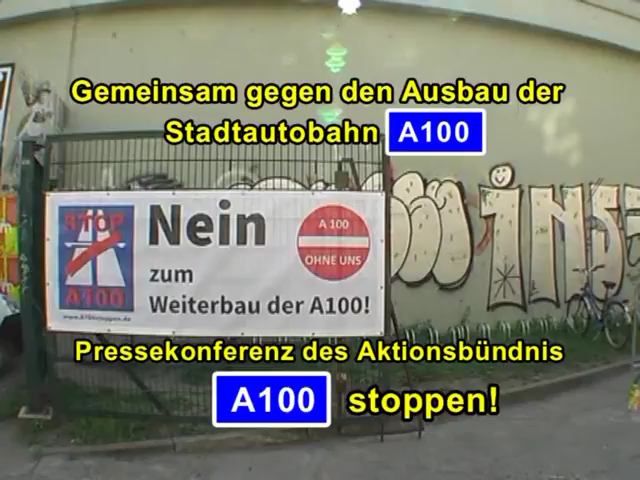 Gemeinsam gegen den Ausbau der
Stadtautobahn A100
STOP
A100
www.a100stoppen.de
Nein
zum
Weiterbau der A100!
A 100
OHNE UNS
Pressekonferenz des Aktionsbündnis
A100 stoppen!